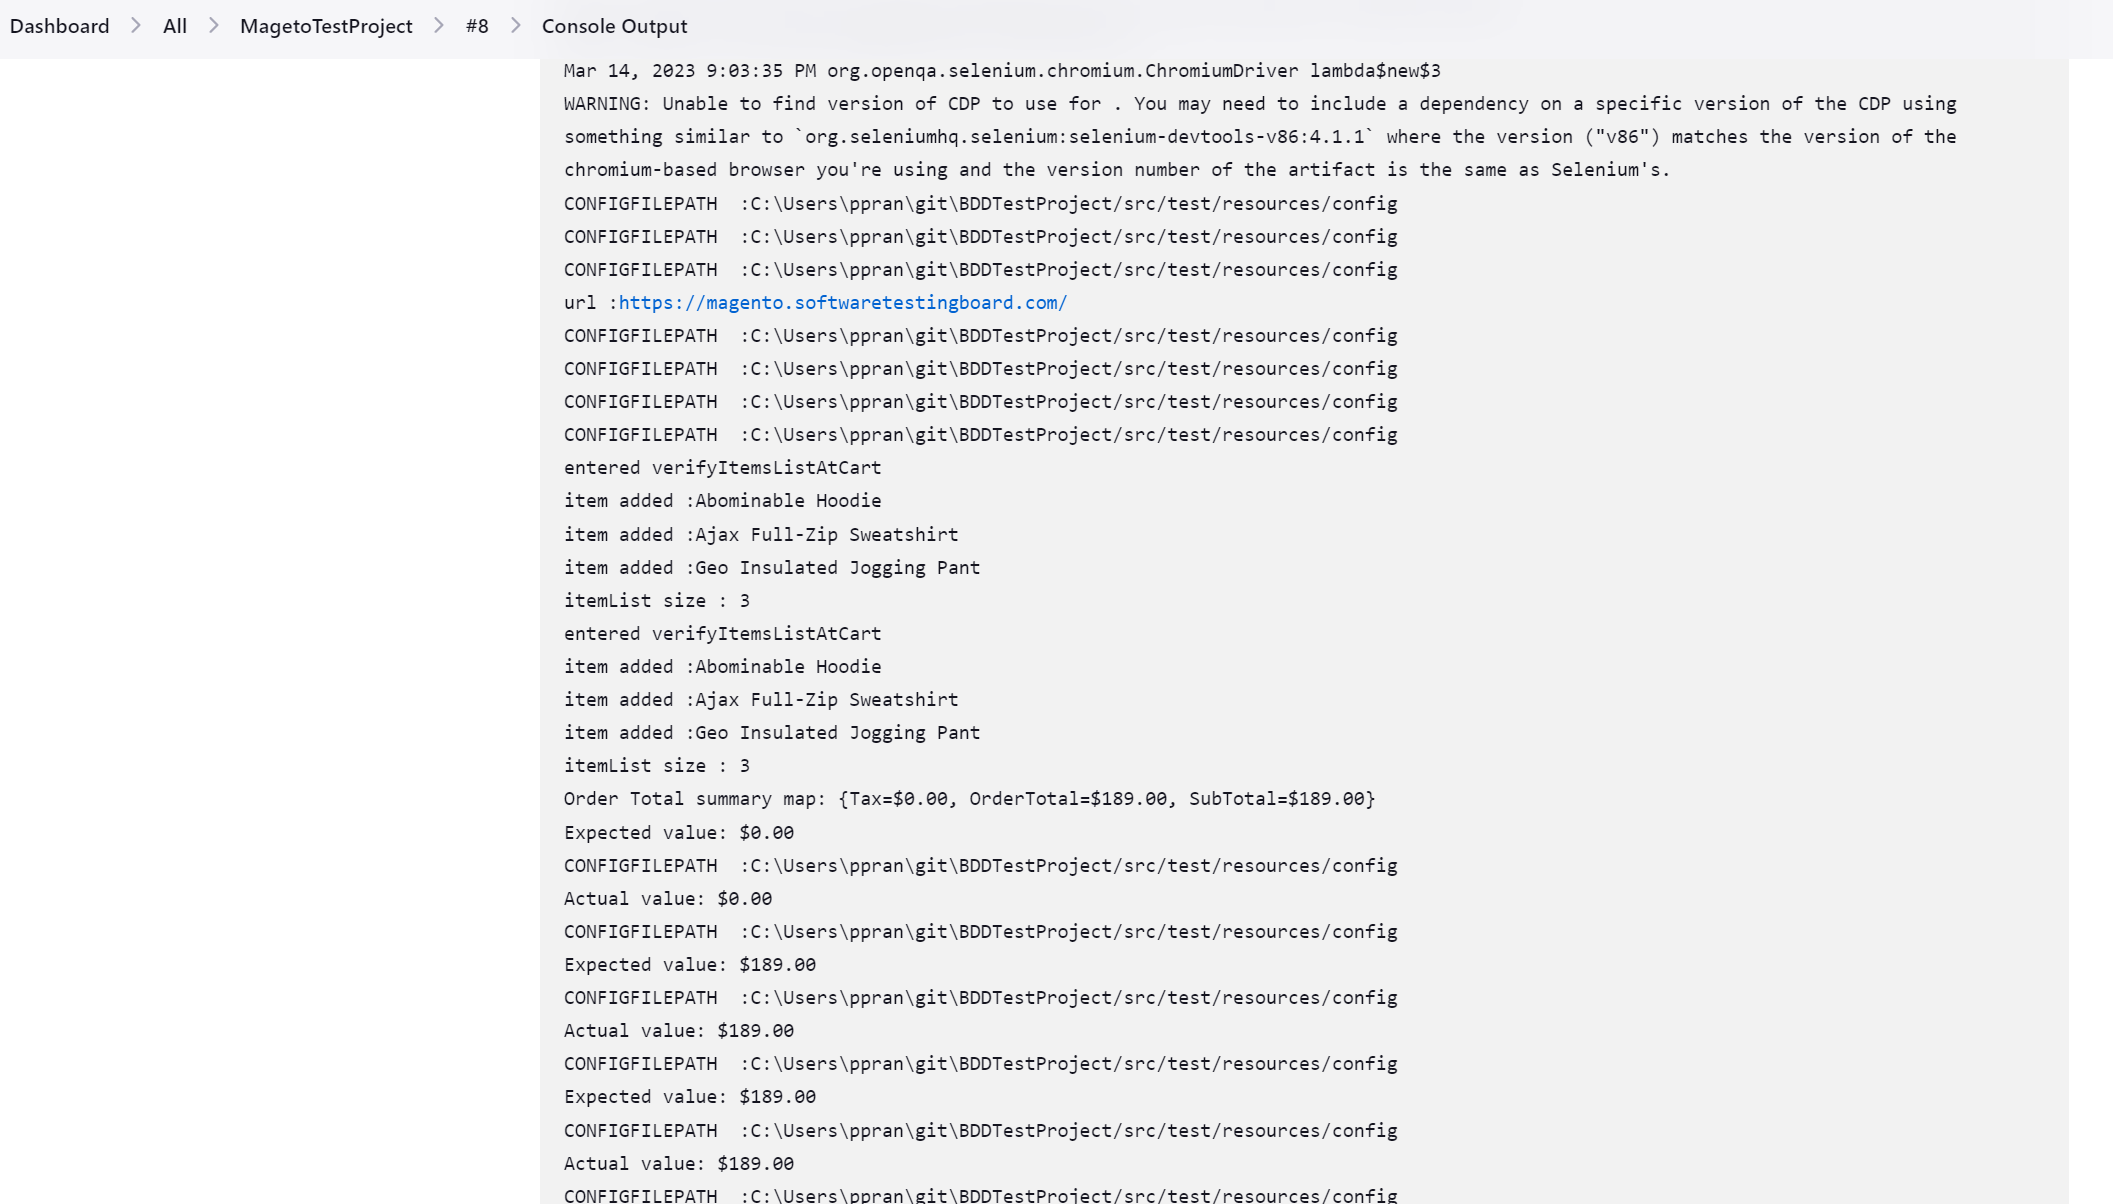 Dashboard > All > MagetoTestProject > #8 > Console Output
Mar 14, 2023 9:03:35 PM org.openqa.selenium.chromium.ChromiumDriver lambda$new$3
WARNING: Unable to find version of CDP to use for . You may need to include a dependency on a specific version of the CDP using
something similar to `org.seleniumhq.selenium:selenium-devtools-v86:4.1.1` where the version ("v86") matches the version of the
chromium-based browser you're using and the version number of the artifact is the same as Selenium's.
CONFIGFILEPATH  :C:\Users\ppran\git\BDDTestProject/src/test/resources/config
CONFIGFILEPATH  :C:\Users\ppran\git\BDDTestProject/src/test/resources/config
CONFIGFILEPATH  :C:\Users\ppran\git\BDDTestProject/src/test/resources/config
url :https://magento.softwaretestingboard.com/
CONFIGFILEPATH  :C:\Users\ppran\git\BDDTestProject/src/test/resources/config
CONFIGFILEPATH  :C:\Users\ppran\git\BDDTestProject/src/test/resources/config
CONFIGFILEPATH  :C:\Users\ppran\git\BDDTestProject/src/test/resources/config
CONFIGFILEPATH  :C:\Users\ppran\git\BDDTestProject/src/test/resources/config
entered verifyItemsListAtCart
item added :Abominable Hoodie
item added :Ajax Full-Zip Sweatshirt
item added :Geo Insulated Jogging Pant
itemList size : 3
entered verifyItemsListAtCart
item added :Abominable Hoodie
item added :Ajax Full-Zip Sweatshirt
item added :Geo Insulated Jogging Pant
itemList size : 3
Order Total summary map: {Tax=$0.00, OrderTotal=$189.00, SubTotal=$189.00}
Expected value: $0.00
CONFIGFILEPATH  :C:\Users\ppran\git\BDDTestProject/src/test/resources/config
Actual value: $0.00
CONFIGFILEPATH  :C:\Users\ppran\git\BDDTestProject/src/test/resources/config
Expected value: $189.00
CONFIGFILEPATH  :C:\Users\ppran\git\BDDTestProject/src/test/resources/config
Actual value: $189.00
CONFIGFILEPATH  :C:\Users\ppran\git\BDDTestProject/src/test/resources/config
Expected value: $189.00
CONFIGFILEPATH  :C:\Users\ppran\git\BDDTestProject/src/test/resources/config
Actual value: $189.00
CONFIGFILEPATH  :C:\Users\ppran\git\BDDTestProject/src/test/resources/config